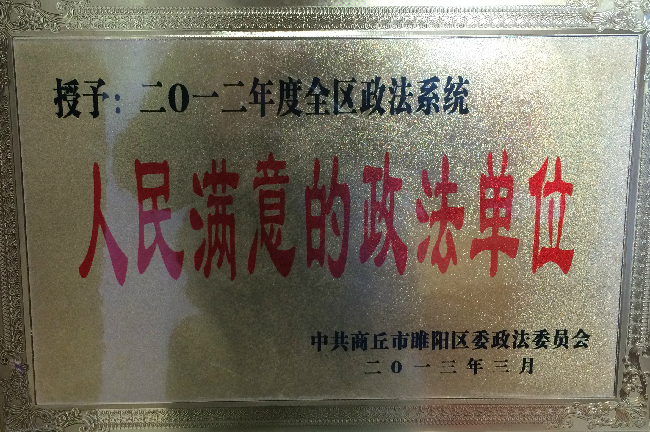 授予：二〇一二年度全区政法系统
人民满意的政法单位
中共商丘市睢阳区委政法委员会
二〇一三年三月